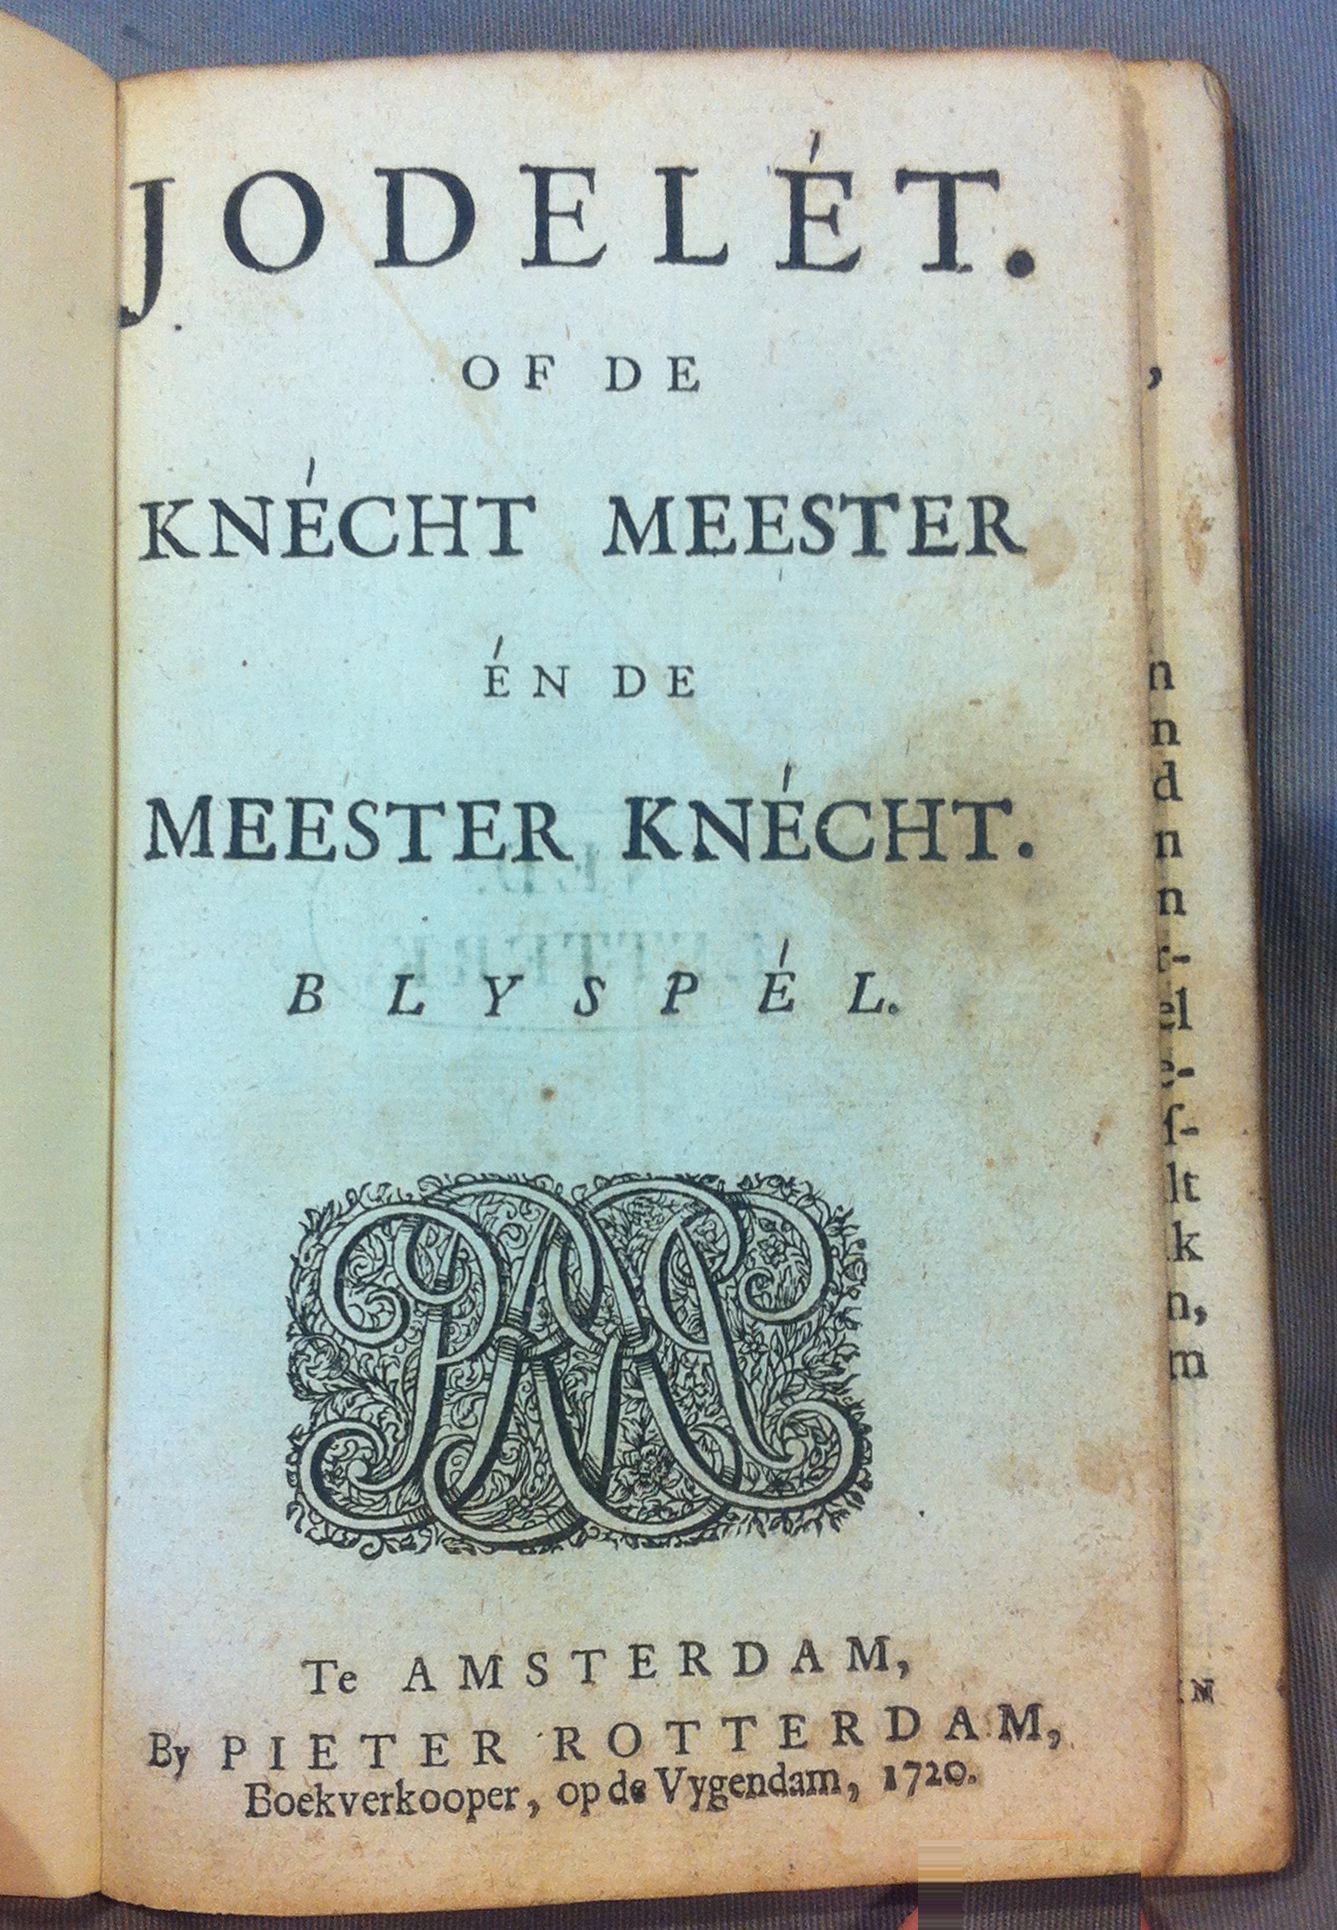 JODELÉT.
OF DE
KNÉCHT MEESTER
ÉN DE
MEESTER KNÉCHT.
BLYSPÉL.
Te AMSTERDAM,
By PIETER ROTTERDAM,
Boekverkooper, op de Vygendam, 1720.